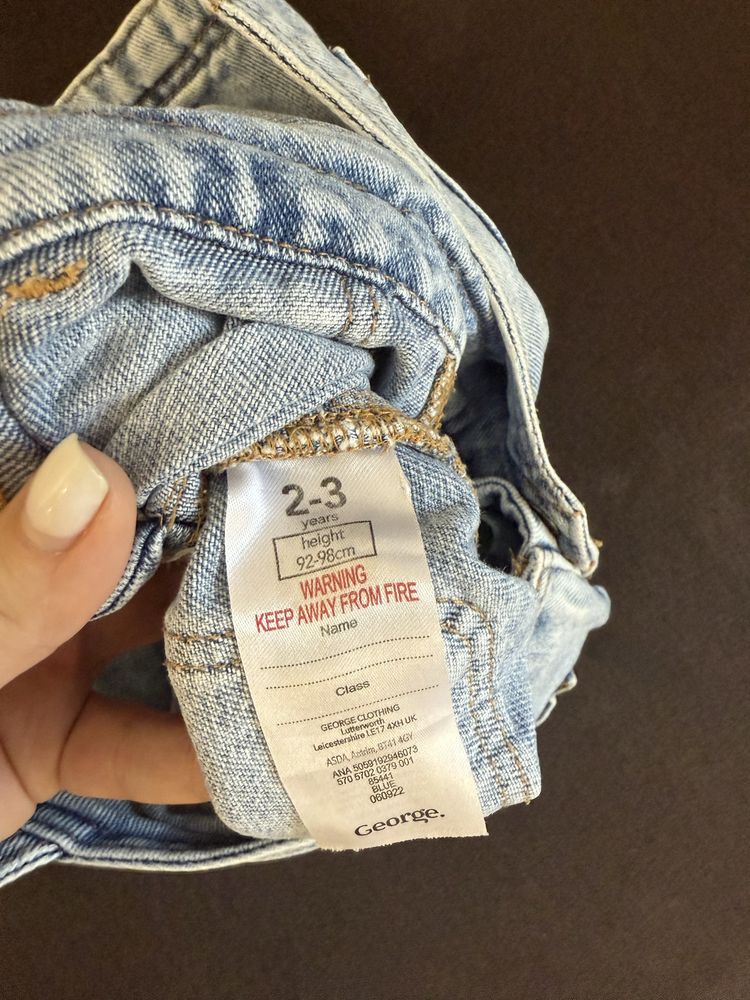 2-3
years
height
92-98cm
WARNING
KEEP AWAY FROM FIRE
Name
Class
GEORGE CLOTHING
Lutterworth
Leicestershire LE17 4XH UK
ASDA, Antrim, BT41 4GY
ANA 5059192946073
570 5702 0379 001
85441
BLUE
060922
George.